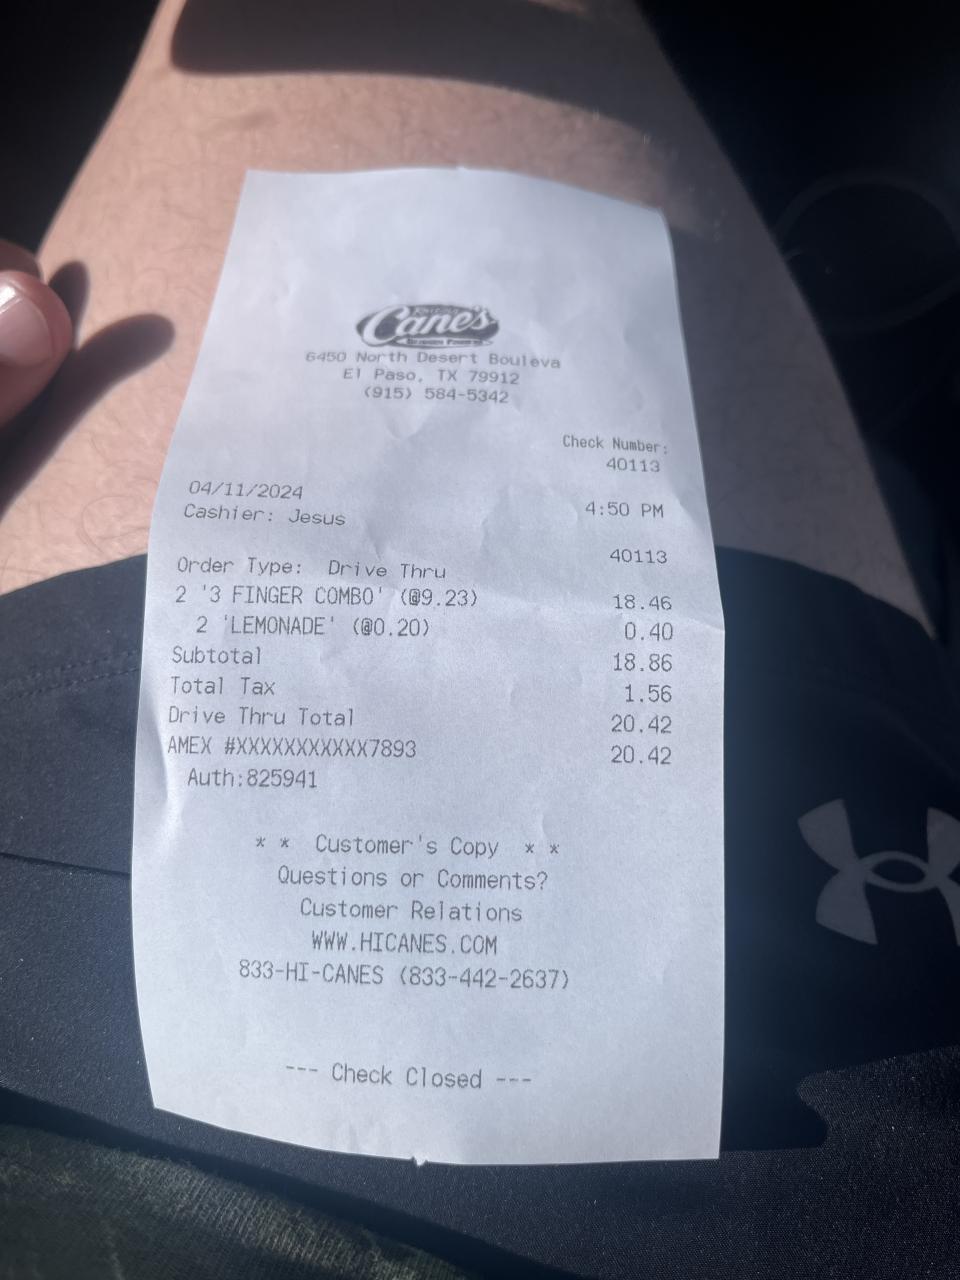 Raising
Cane's
Chicken Fingers
6450 North Desert Bouleva
El Paso, TX 79912
(915) 584-5342
Check Number:
40113
04/11/2024
4:50 PM
Cashier: Jesus
40113
Order Type: Drive Thru
2 '3 FINGER COMBO' (@9.23) 18.46
2 'LEMONADE' (@0.20) 0.40
Subtotal 18.86
Total Tax 1.56
Drive Thru Total 20.42
AMEX #XXXXXXXXXXX7893 20.42
Auth:825941
* * Customer's Copy * *
Questions or Comments?
Customer Relations
WWW.HICANES.COM
833-HI-CANES (833-442-2637)
--- Check Closed ---